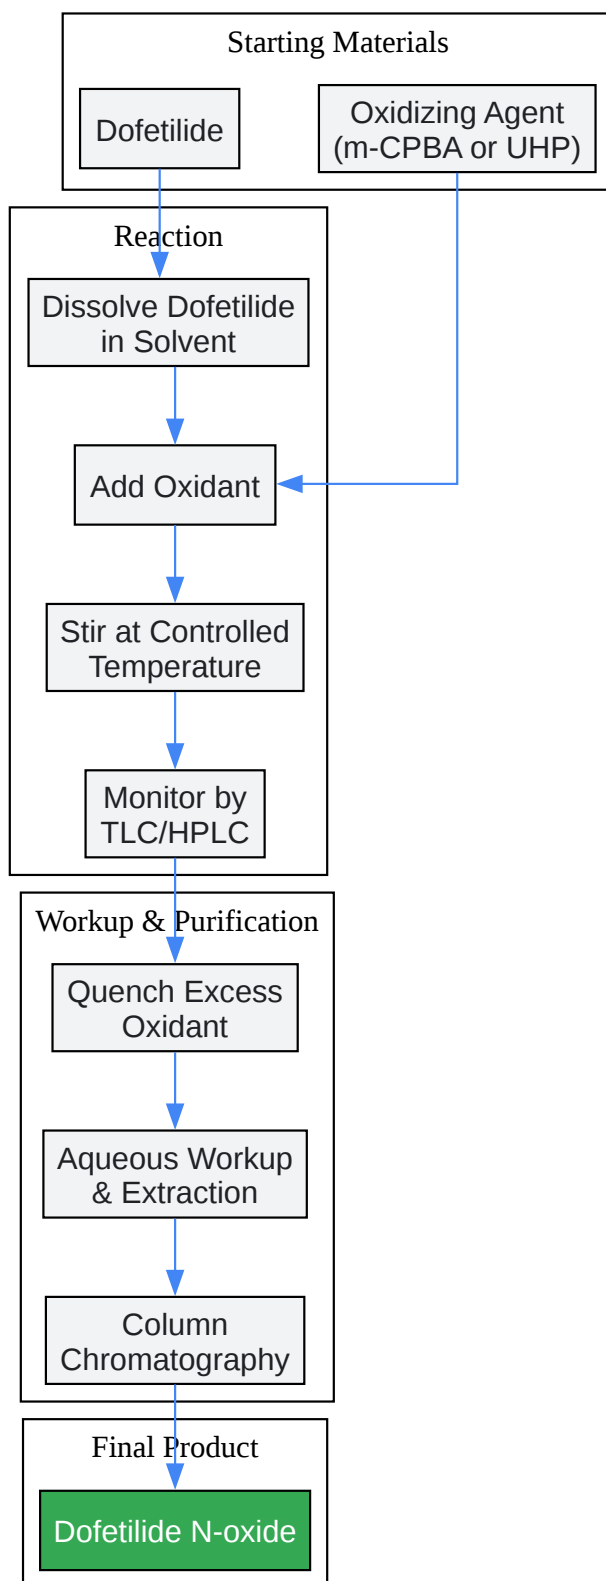 Starting Materials
Dofetilide
Oxidizing Agent
(m-CPBA or UHP)
Reaction
Dissolve Dofetilide
in Solvent
Add Oxidant
Stir at Controlled
Temperature
Monitor by
TLC/HPLC
Workup & Purification
Quench Excess
Oxidant
Aqueous Workup
& Extraction
Column
Chromatography
Final Product
Dofetilide N-oxide